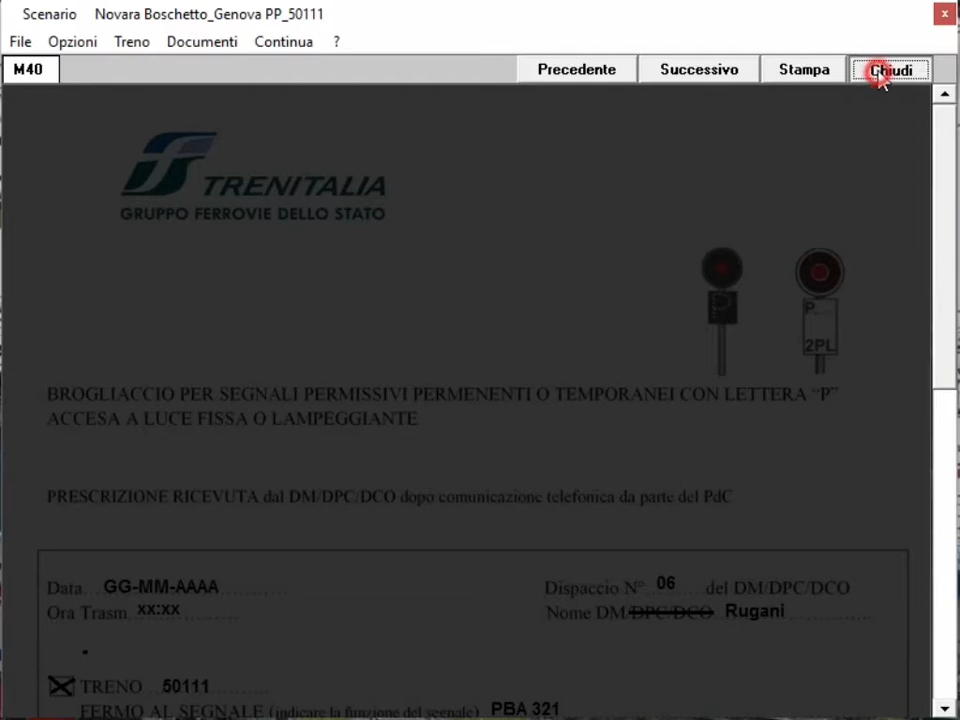 Scenario Novara Boschetto_Genova PP_50111
File Opzioni Treno Documenti Continua ?
M40 Precedente Successivo Stampa Chiudi
TRENITALIA
GRUPPO FERROVIE DELLO STATO
P
P
2PL
BROGLIACCIO PER SEGNALI PERMISSIVI PERMENENTI O TEMPORANEI CON LETTERA “P”
ACCESA A LUCE FISSA O LAMPEGGIANTE
PRESCRIZIONE RICEVUTA dal DM/DPC/DCO dopo comunicazione telefonica da parte del PdC
Data GG-MM-AAAA Dispaccio N° 06 del DM/DPC/DCO
Ora Trasm xx:xx Nome DM/DPC/DCO Rugani
TRENO 50111
FERMO AL SEGNALE (indicare la funzione del segnale) PBA 321